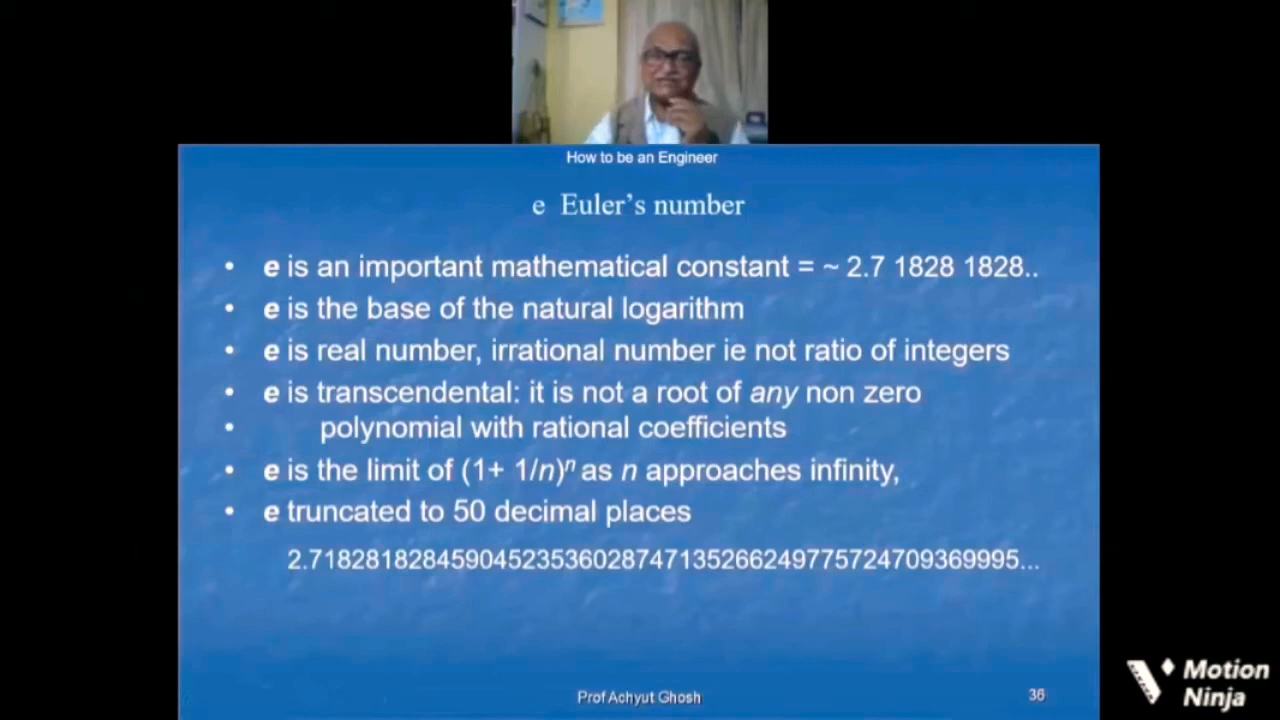 How to be an Engineer
e Euler's number
• e is an important mathematical constant = ~ 2.7 1828 1828..
• e is the base of the natural logarithm
• e is real number, irrational number ie not ratio of integers
• e is transcendental: it is not a root of any non zero
• polynomial with rational coefficients
• e is the limit of (1+ 1/n)ⁿ as n approaches infinity,
• e truncated to 50 decimal places
2.71828182845904523536028747135266249775724709369995...
Prof Achyut Ghosh
36
Motion
Ninja